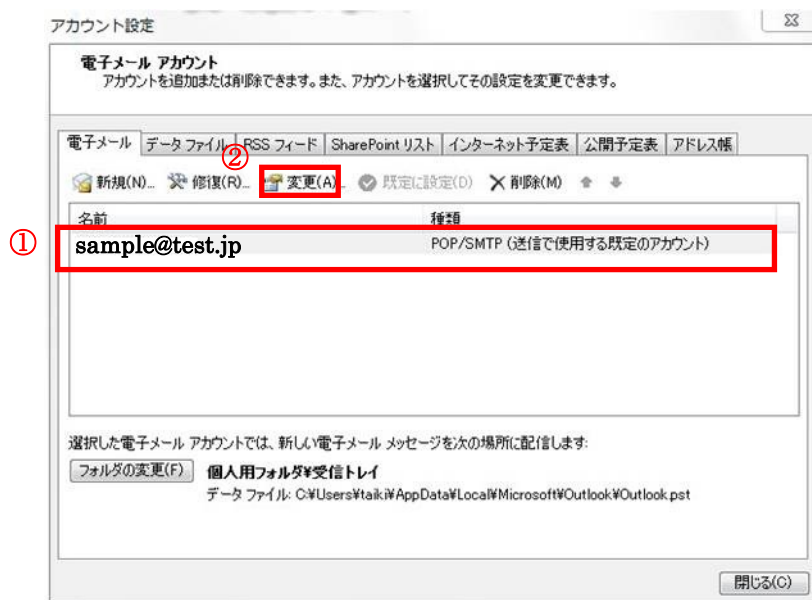 アカウント設定
電子メール アカウント
アカウントを追加または削除できます。また、アカウントを選択してその設定を変更できます。
電子メール データ ファイル RSS フィード SharePoint リスト インターネット予定表 公開予定表 アドレス帳
②
新規(N)... 修復(R)... 変更(A)... 既定に設定(D) 削除(M)
名前 種類
① sample@test.jp POP/SMTP (送信で使用する既定のアカウント)
選択した電子メール アカウントでは、新しい電子メール メッセージを次の場所に配信します:
フォルダの変更(F) 個人用フォルダ¥受信トレイ
データ ファイル: C:¥Users¥taiki¥AppData¥Local¥Microsoft¥Outlook¥Outlook.pst
閉じる(C)